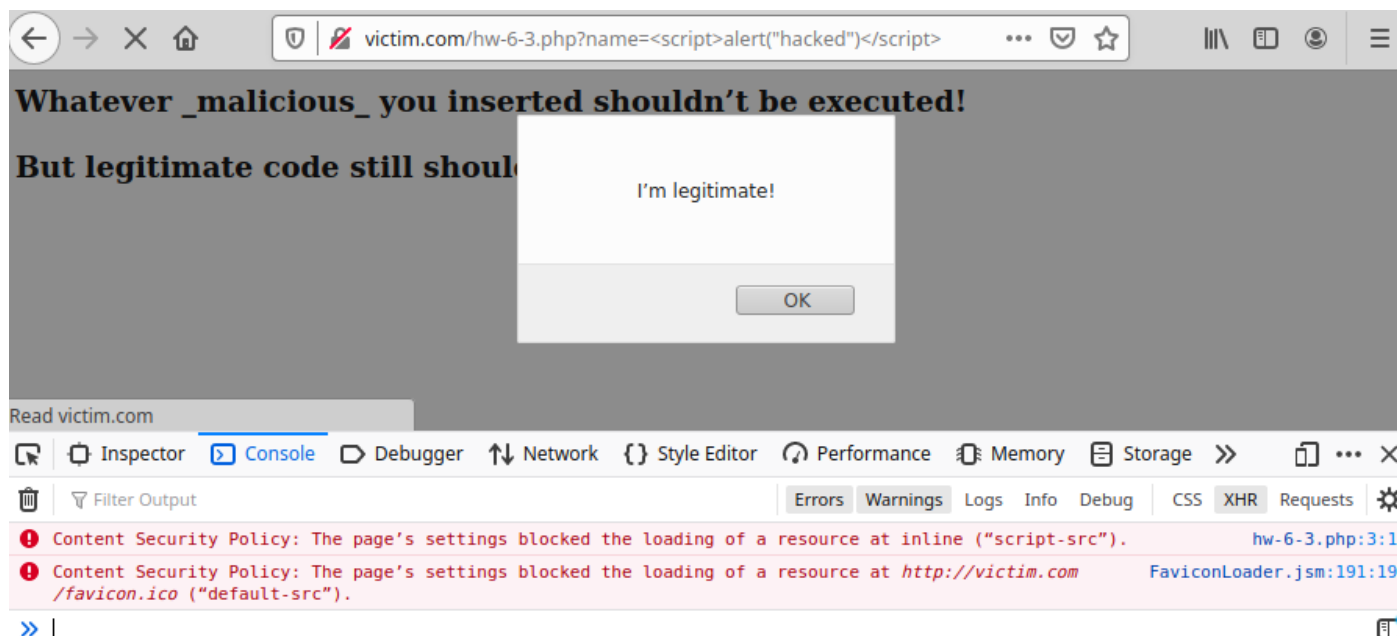 victim.com/hw-6-3.php?name=<script>alert("hacked")</script>
Whatever _malicious_ you inserted shouldn’t be executed!
But legitimate code still
I’m legitimate!
OK
Read victim.com
Inspector Console Debugger Network {} Style Editor Performance Memory Storage
Filter Output Errors Warnings Logs Info Debug CSS XHR Requests
Content Security Policy: The page’s settings blocked the loading of a resource at inline (“script-src”). hw-6-3.php:3:1
Content Security Policy: The page’s settings blocked the loading of a resource at http://victim.com FaviconLoader.jsm:191:19
/favicon.ico (“default-src”).